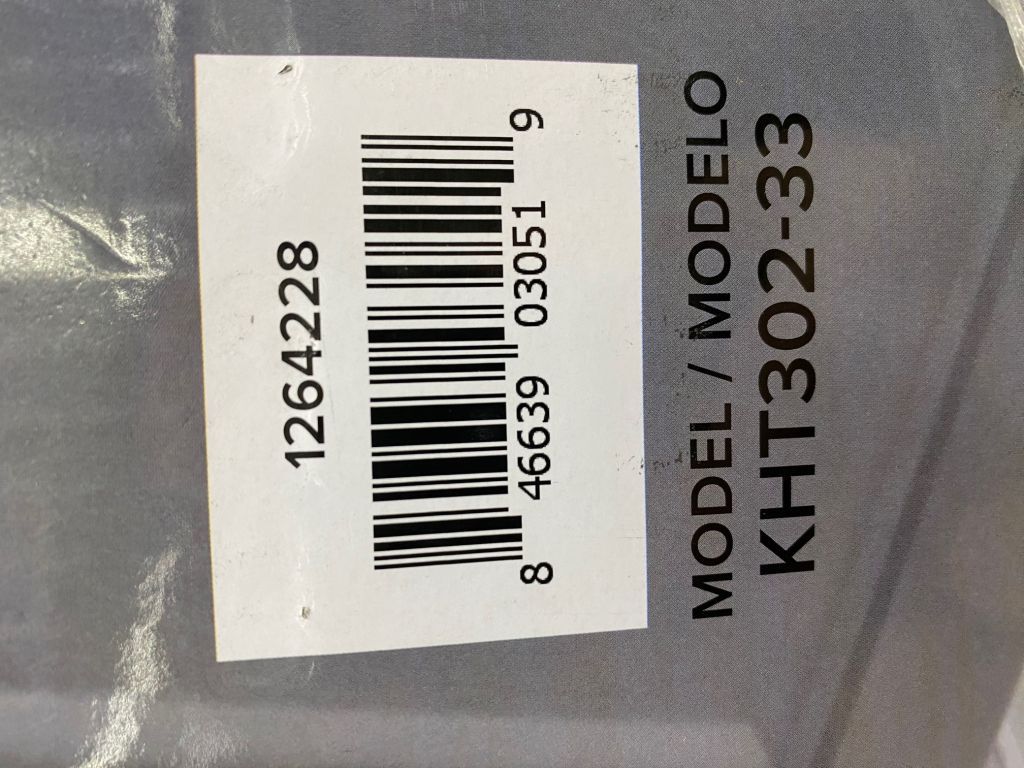 1264228
8 46639 03051 9
MODEL / MODELO
KHT302-33